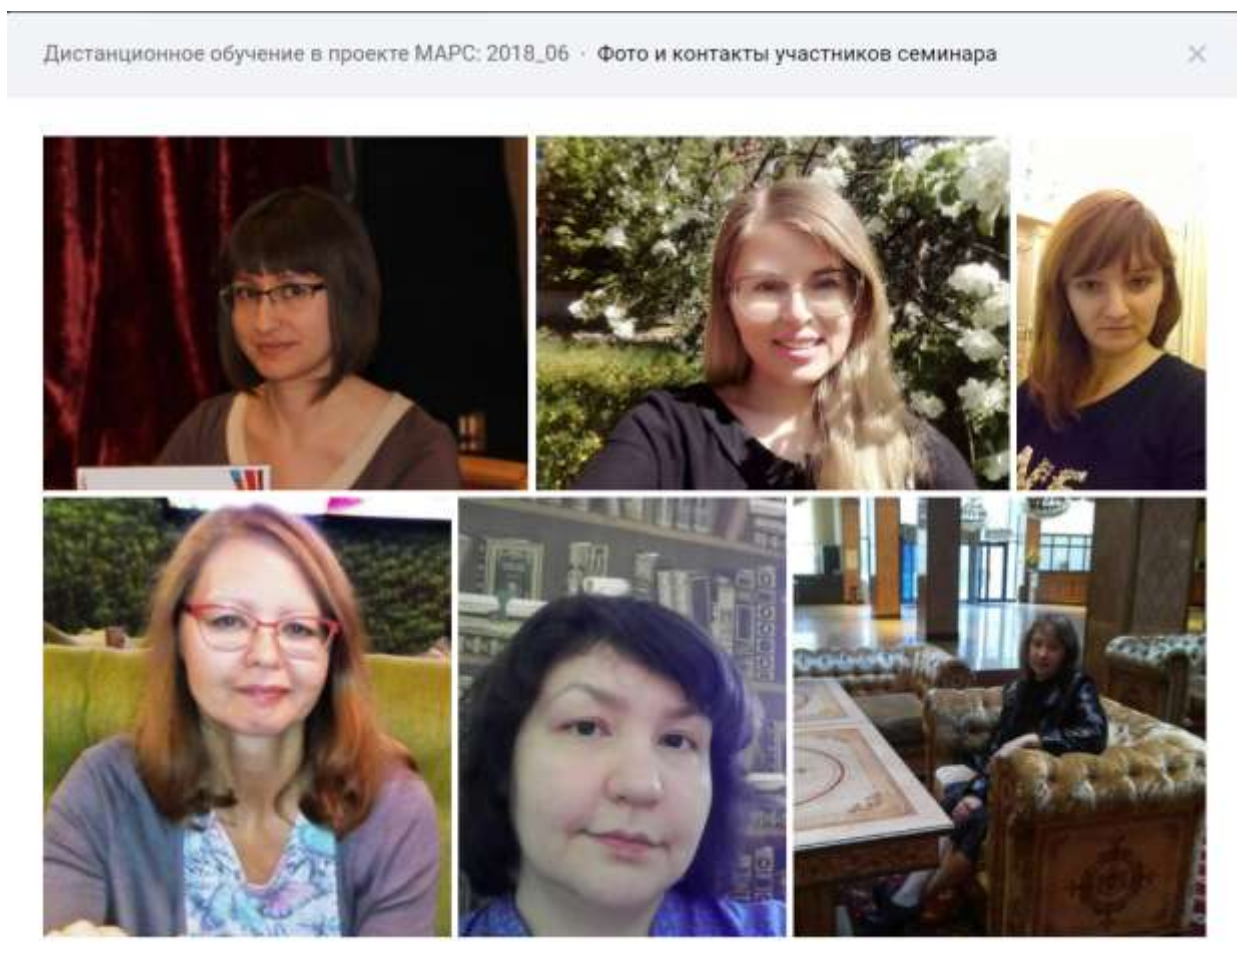 Дистанционное обучение в проекте МАРС: 2018_06 · Фото и контакты участников семинара